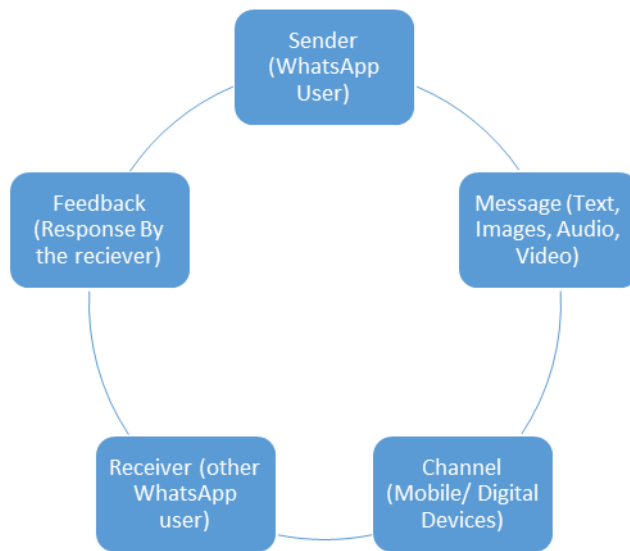 Sender
(WhatsApp
User)
Message (Text,
Images, Audio,
Video)
Channel
(Mobile/ Digital
Devices)
Receiver (other
WhatsApp
user)
Feedback
(Response By
the reciever)